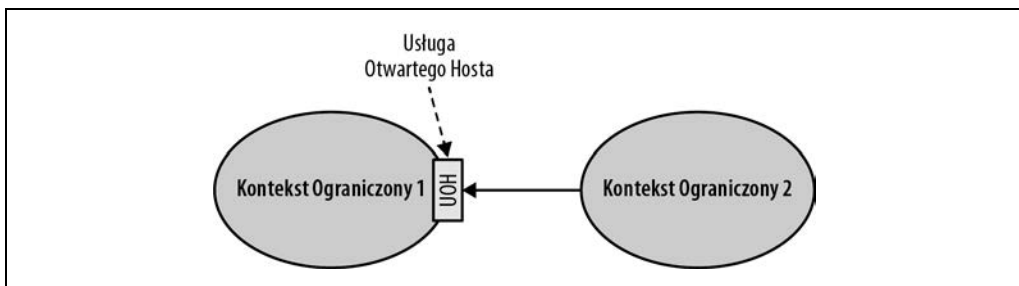 Usługa
Otwartego Hosta
Kontekst Ograniczony 1
UOH
Kontekst Ograniczony 2